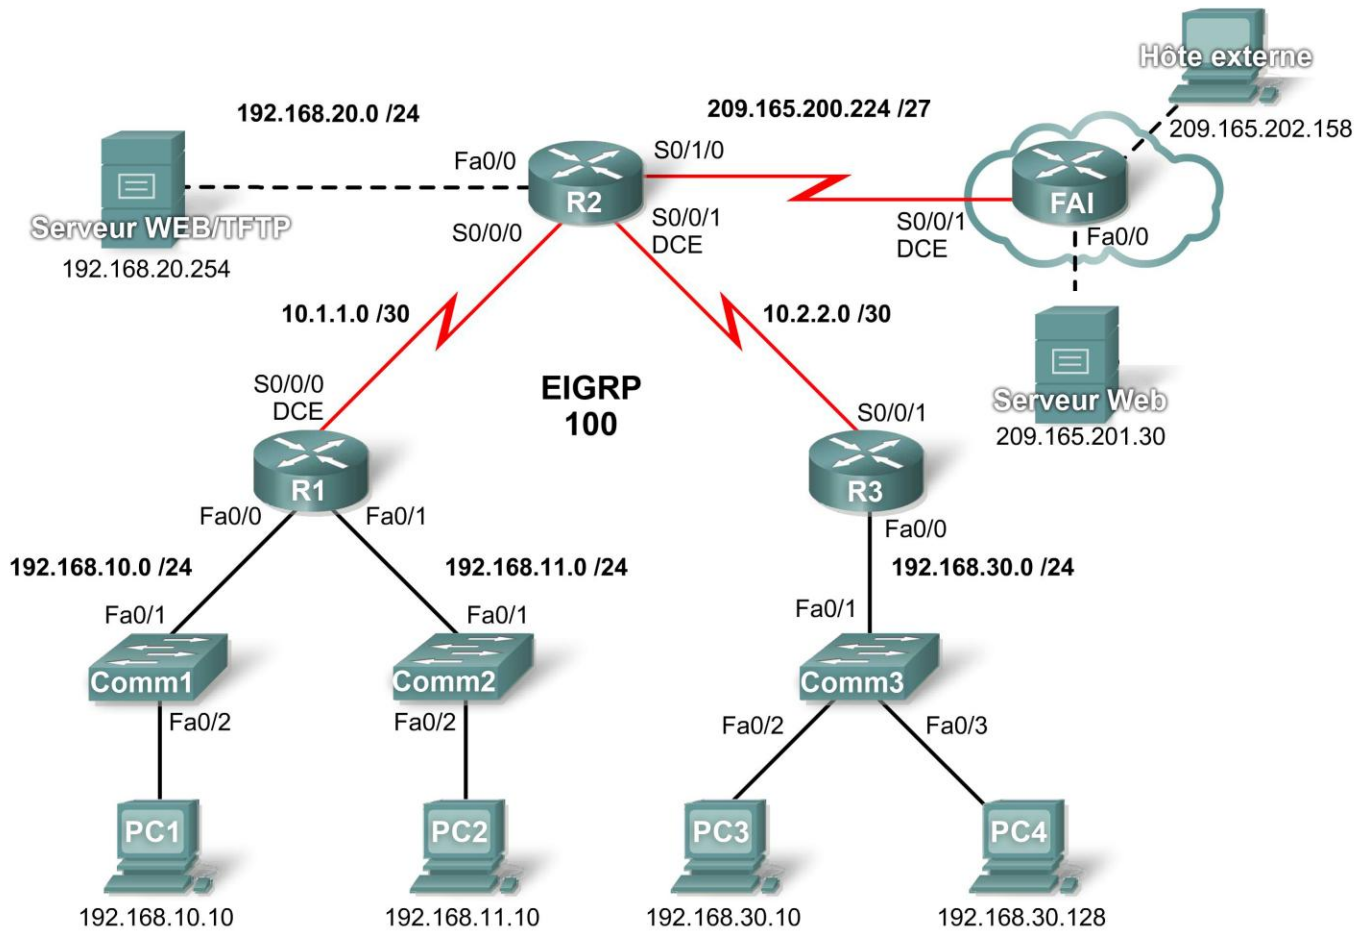 Hôte externe
209.165.202.158
192.168.20.0 /24
209.165.200.224 /27
Fa0/0
S0/1/0
R2
FAI
Serveur WEB/TFTP
192.168.20.254
S0/0/0
S0/0/1
DCE
S0/0/1
DCE
Fa0/0
10.1.1.0 /30
10.2.2.0 /30
EIGRP
100
Serveur Web
209.165.201.30
S0/0/0
DCE
S0/0/1
R1
R3
Fa0/0
Fa0/1
Fa0/0
192.168.10.0 /24
192.168.11.0 /24
192.168.30.0 /24
Fa0/1
Fa0/1
Fa0/1
Comm1
Comm2
Comm3
Fa0/2
Fa0/2
Fa0/2
Fa0/3
PC1
PC2
PC3
PC4
192.168.10.10
192.168.11.10
192.168.30.10
192.168.30.128